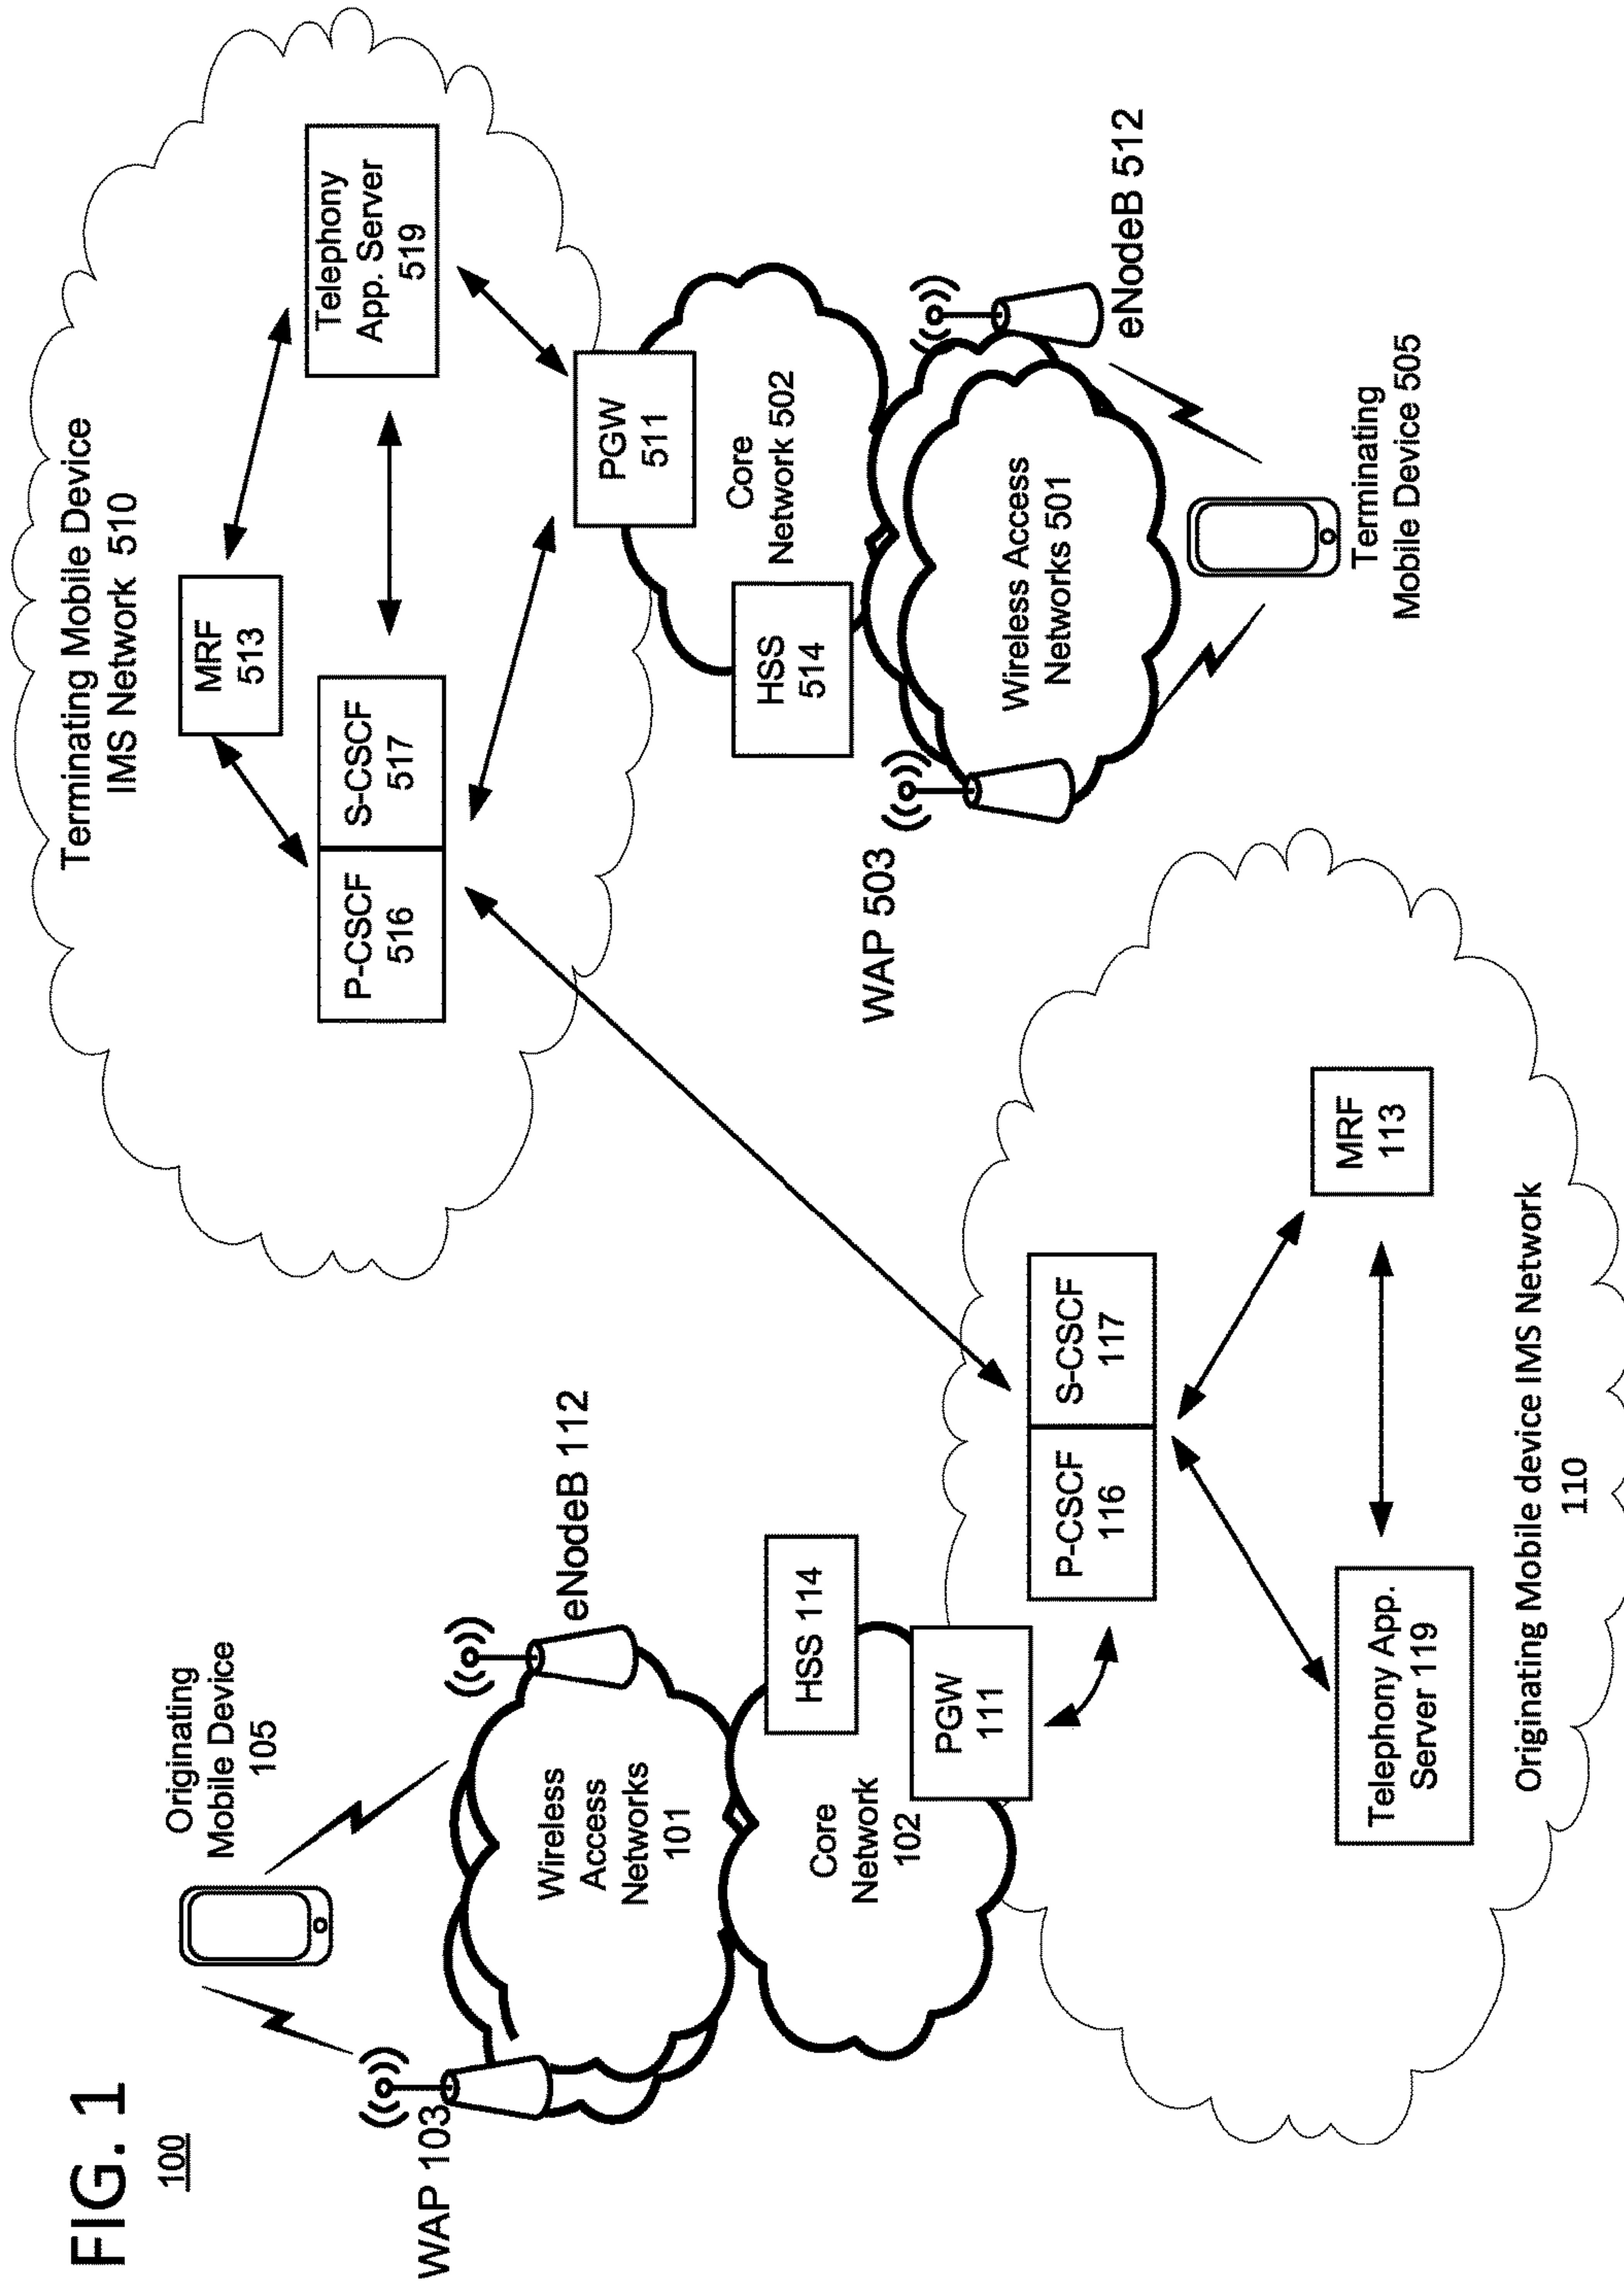 FIG. 1
100
Originating
Mobile Device
105
WAP 103
eNodeB 112
Wireless
Access
Networks
101
HSS 114
Core
Network
102
PGW
111
P-CSCF
116
S-CSCF
117
MRF
113
Telephony App.
Server 119
Originating Mobile device IMS Network
110
Terminating Mobile Device
IMS Network 510
MRF
513
P-CSCF
516
S-CSCF
517
Telephony
App. Server
519
PGW
511
Core
Network 502
HSS
514
WAP 503
Wireless Access
Networks 501
eNodeB 512
Terminating
Mobile Device 505